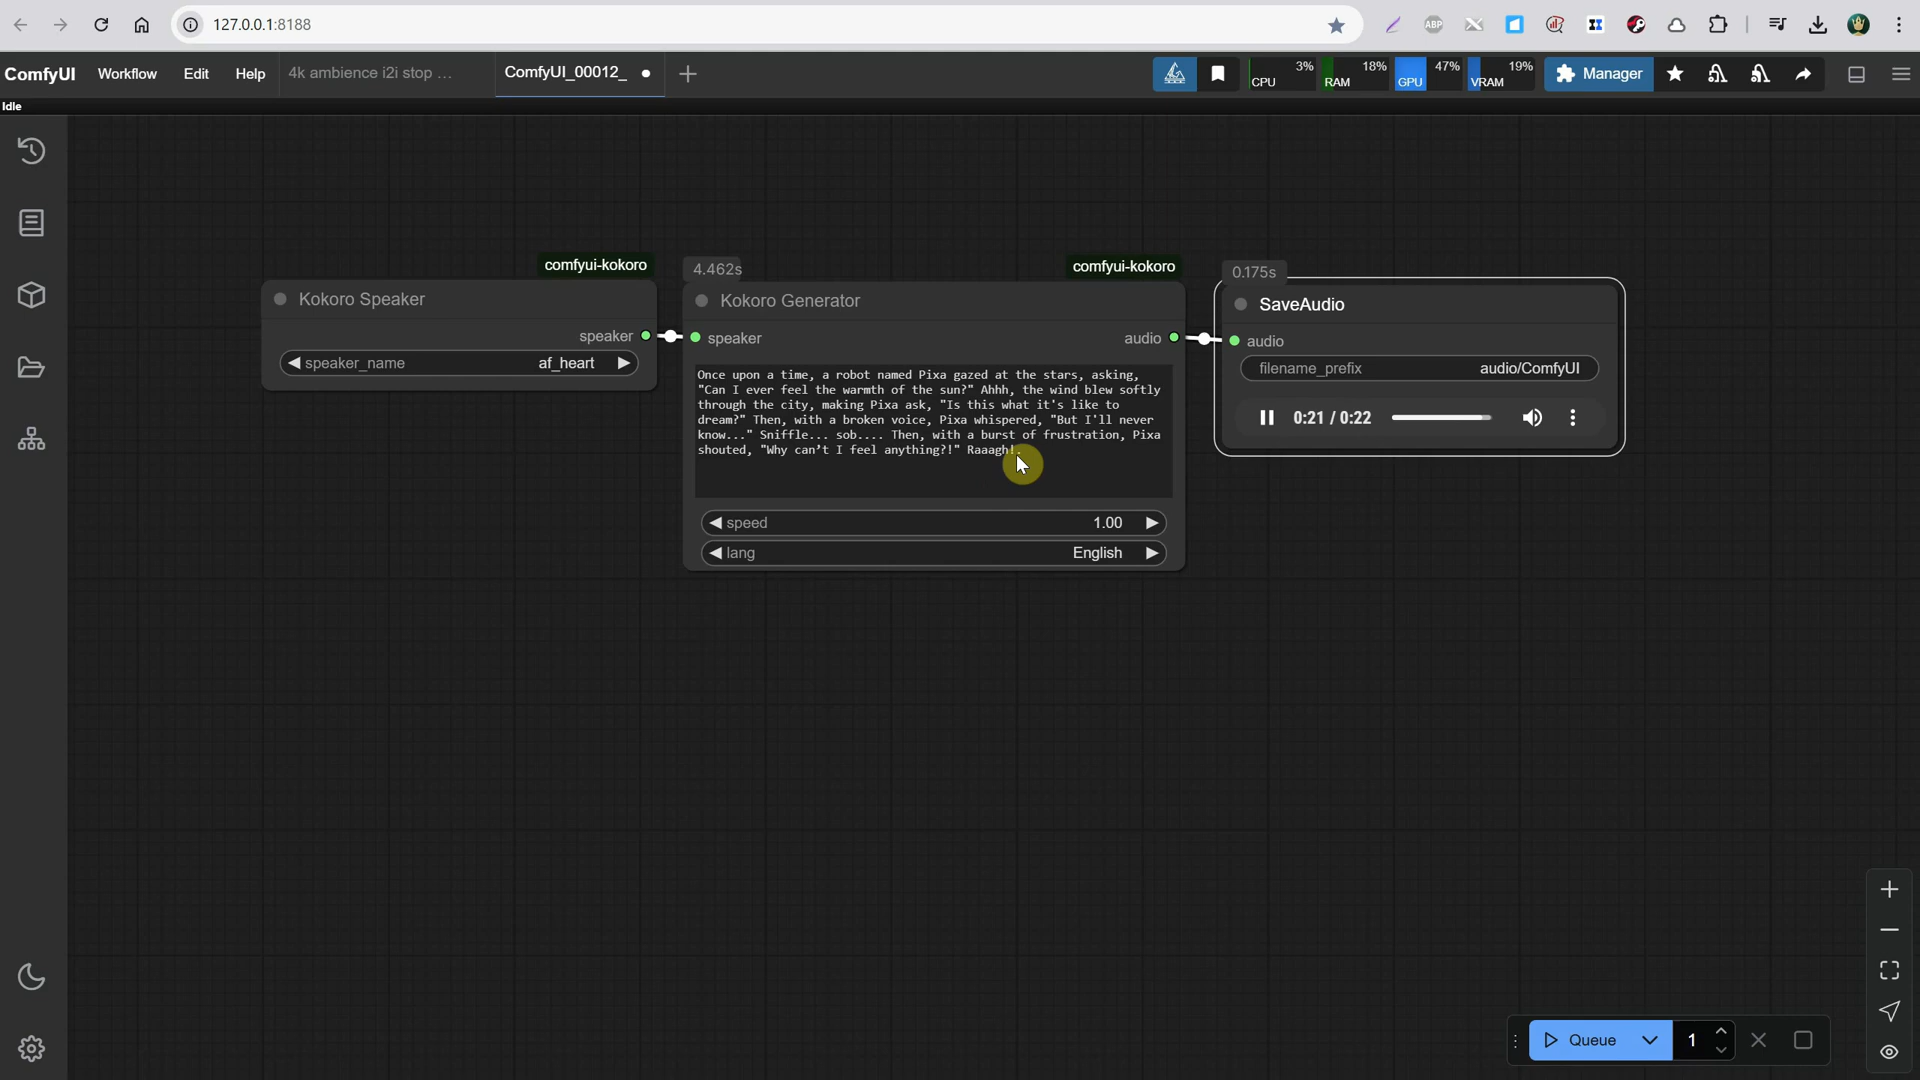 127.0.0.1:8188
ComfyUI Workflow Edit Help 4k ambience i2i stop ... ComfyUI_00012_ CPU 3% RAM 18% GPU 47% VRAM 19% Manager
Idle
comfyui-kokoro
Kokoro Speaker
speaker
speaker_name af_heart
4.462s comfyui-kokoro
Kokoro Generator
speaker audio
Once upon a time, a robot named Pixa gazed at the stars, asking,
"Can I ever feel the warmth of the sun?" Ahhh, the wind blew softly
through the city, making Pixa ask, "Is this what it's like to
dream?" Then, with a broken voice, Pixa whispered, "But I'll never
know..." Sniffle... sob.... Then, with a burst of frustration, Pixa
shouted, "Why can’t I feel anything?!" Raaagh!.
speed 1.00
lang English
0.175s
SaveAudio
audio
filename_prefix audio/ComfyUI
0:21 / 0:22
Queue 1